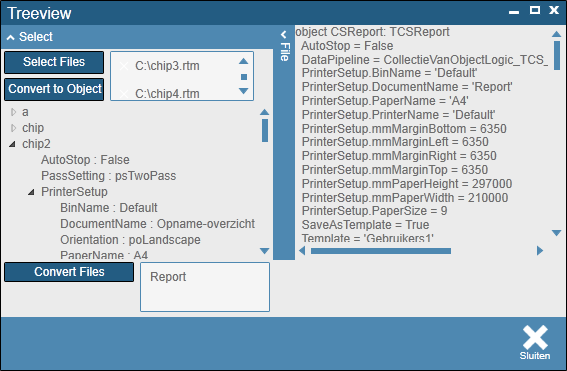 Treeview
Select
Select Files
Convert to Object
C:\chip3.rtm
C:\chip4.rtm
a
chip
chip2
AutoStop : False
PassSetting : psTwoPass
PrinterSetup
BinName : Default
DocumentName : Opname-overzicht
Orientation : poLandscape
PaperName : A4
Convert Files
Report
File
object CSReport: TCSReport
AutoStop = False
DataPipeline = CollectieVanObjectLogic_TCS_
PrinterSetup.BinName = 'Default'
PrinterSetup.DocumentName = 'Report'
PrinterSetup.PaperName = 'A4'
PrinterSetup.PrinterName = 'Default'
PrinterSetup.mmMarginBottom = 6350
PrinterSetup.mmMarginLeft = 6350
PrinterSetup.mmMarginRight = 6350
PrinterSetup.mmMarginTop = 6350
PrinterSetup.mmPaperHeight = 297000
PrinterSetup.mmPaperWidth = 210000
PrinterSetup.PaperSize = 9
SaveAsTemplate = True
Template = 'Gebruikers1'
Sluiten